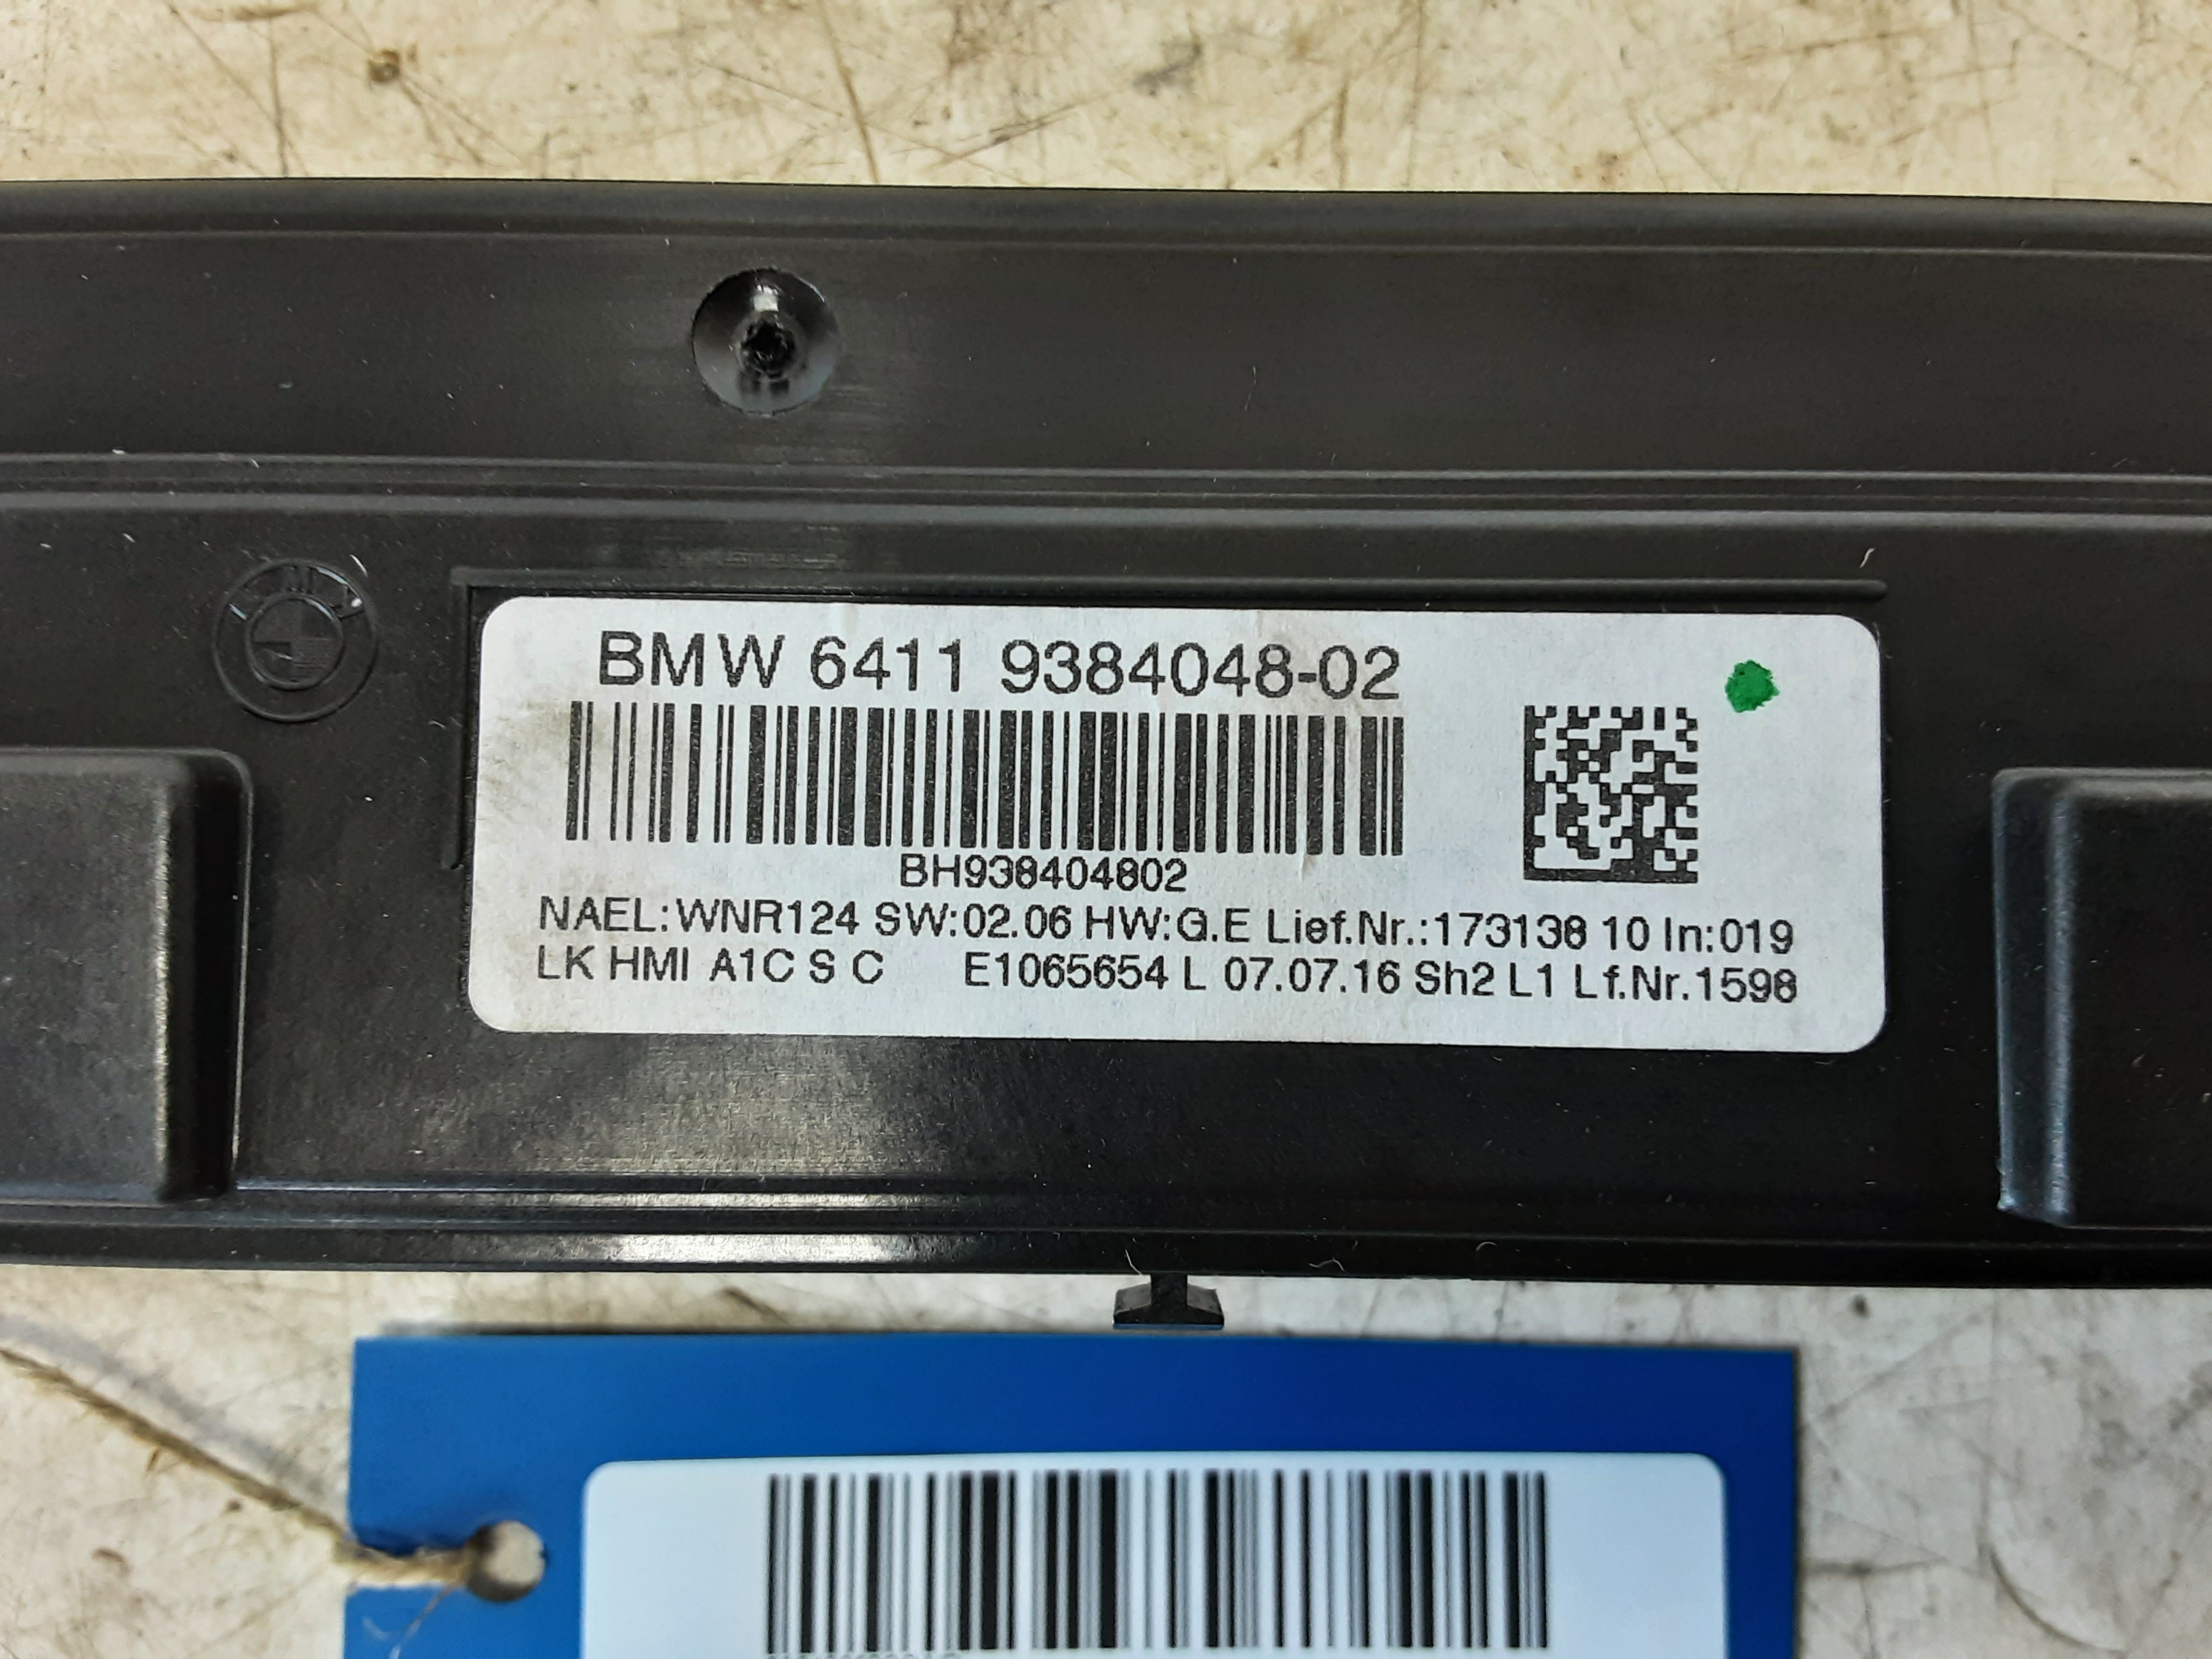 BMW 6411 9384048-02
BH938404802
NAEL:WNR124 SW:02.06 HW:G.E Lief.Nr.:173138 10 In:019
LK HMI A1C S C E1065654 L 07.07.16 Sh2 L1 Lf.Nr.1598